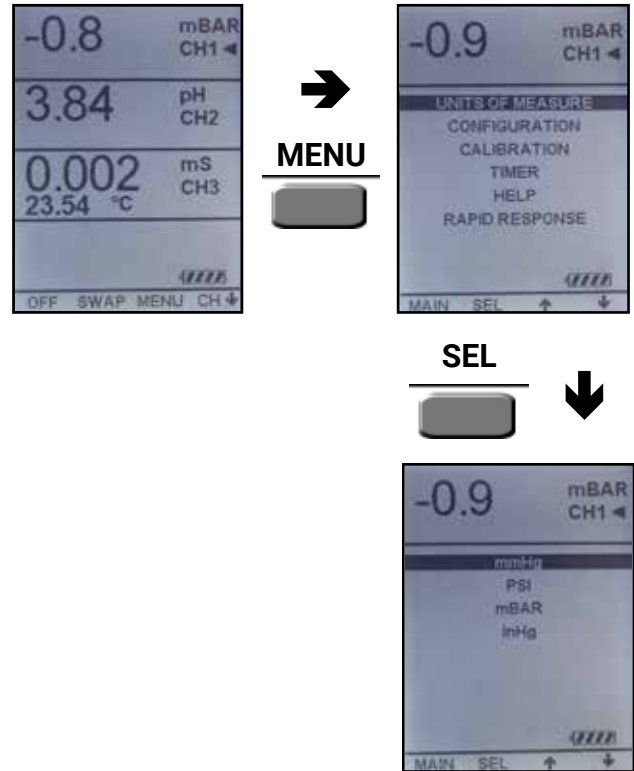 -0.8 mBAR
CH1 ◄
3.84 pH
CH2
0.002 mS
CH3
23.54 °C
OFF SWAP MENU CH ↓
MENU
-0.9 mBAR
CH1 ◄
UNITS OF MEASURE
CONFIGURATION
CALIBRATION
TIMER
HELP
RAPID RESPONSE
MAIN SEL ↑ ↓
SEL
-0.9 mBAR
CH1 ◄
mmHg
PSI
mBAR
inHg
MAIN SEL ↑ ↓